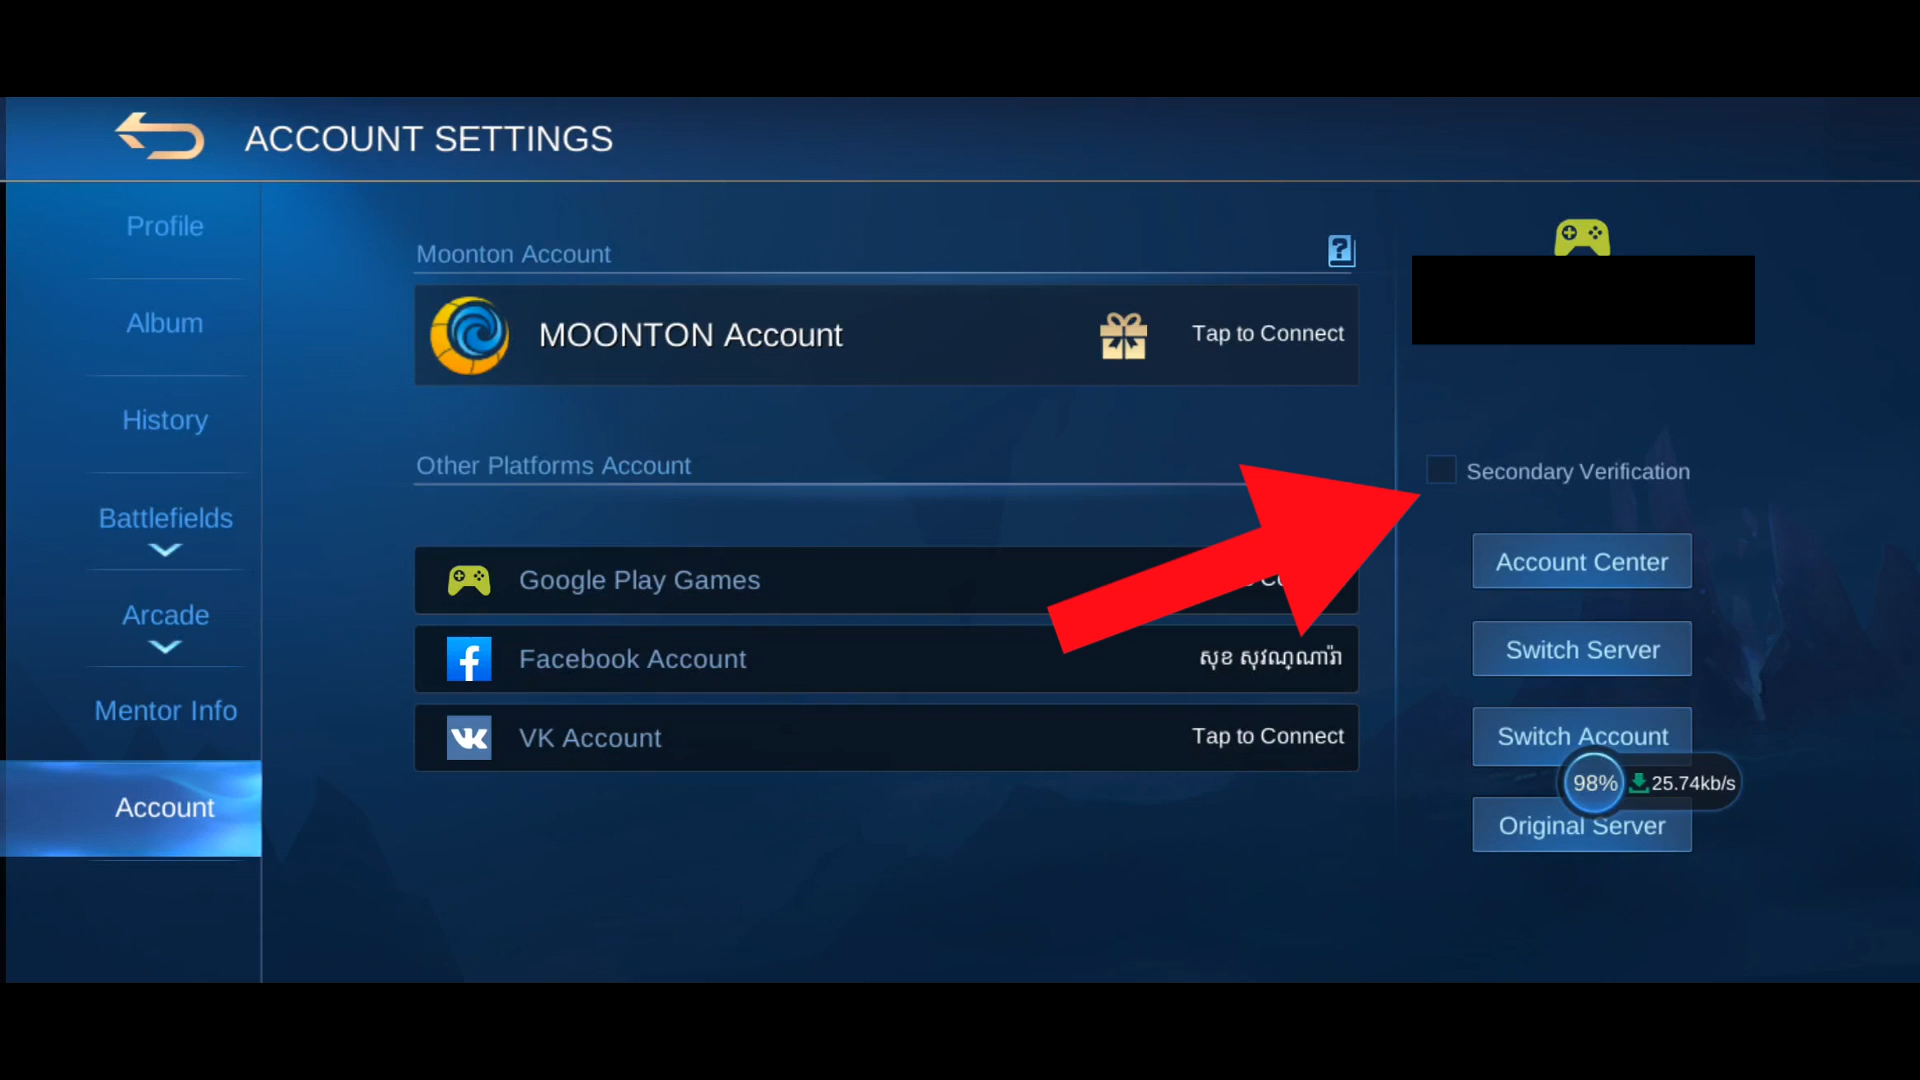 ACCOUNT SETTINGS
Profile
Album
History
Battlefields
Arcade
Mentor Info
Account
Moonton Account
MOONTON Account
Tap to Connect
Other Platforms Account
Google Play Games
Facebook Account
សុខ សុវណ្ណារ៉ា
VK Account
Tap to Connect
Secondary Verification
Account Center
Switch Server
Switch Account
98%
25.74kb/s
Original Server